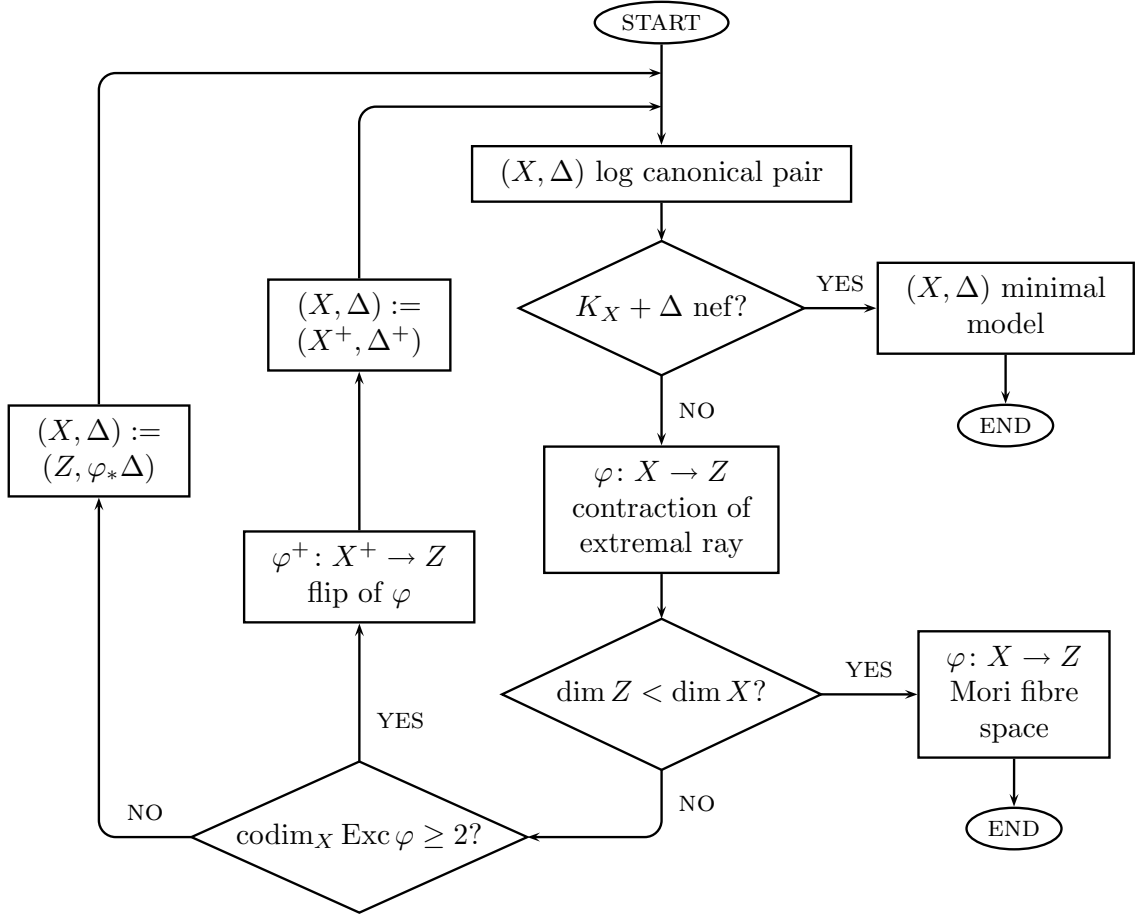 START
(X, Δ) log canonical pair
K_X + Δ nef?
YES
(X, Δ) minimal
model
END
NO
φ: X → Z
contraction of
extremal ray
dim Z < dim X?
YES
φ: X → Z
Mori fibre
space
END
NO
codim_X Exc φ ≥ 2?
YES
φ⁺: X⁺ → Z
flip of φ
(X, Δ) :=
(X⁺, Δ⁺)
NO
(X, Δ) :=
(Z, φ_*Δ)